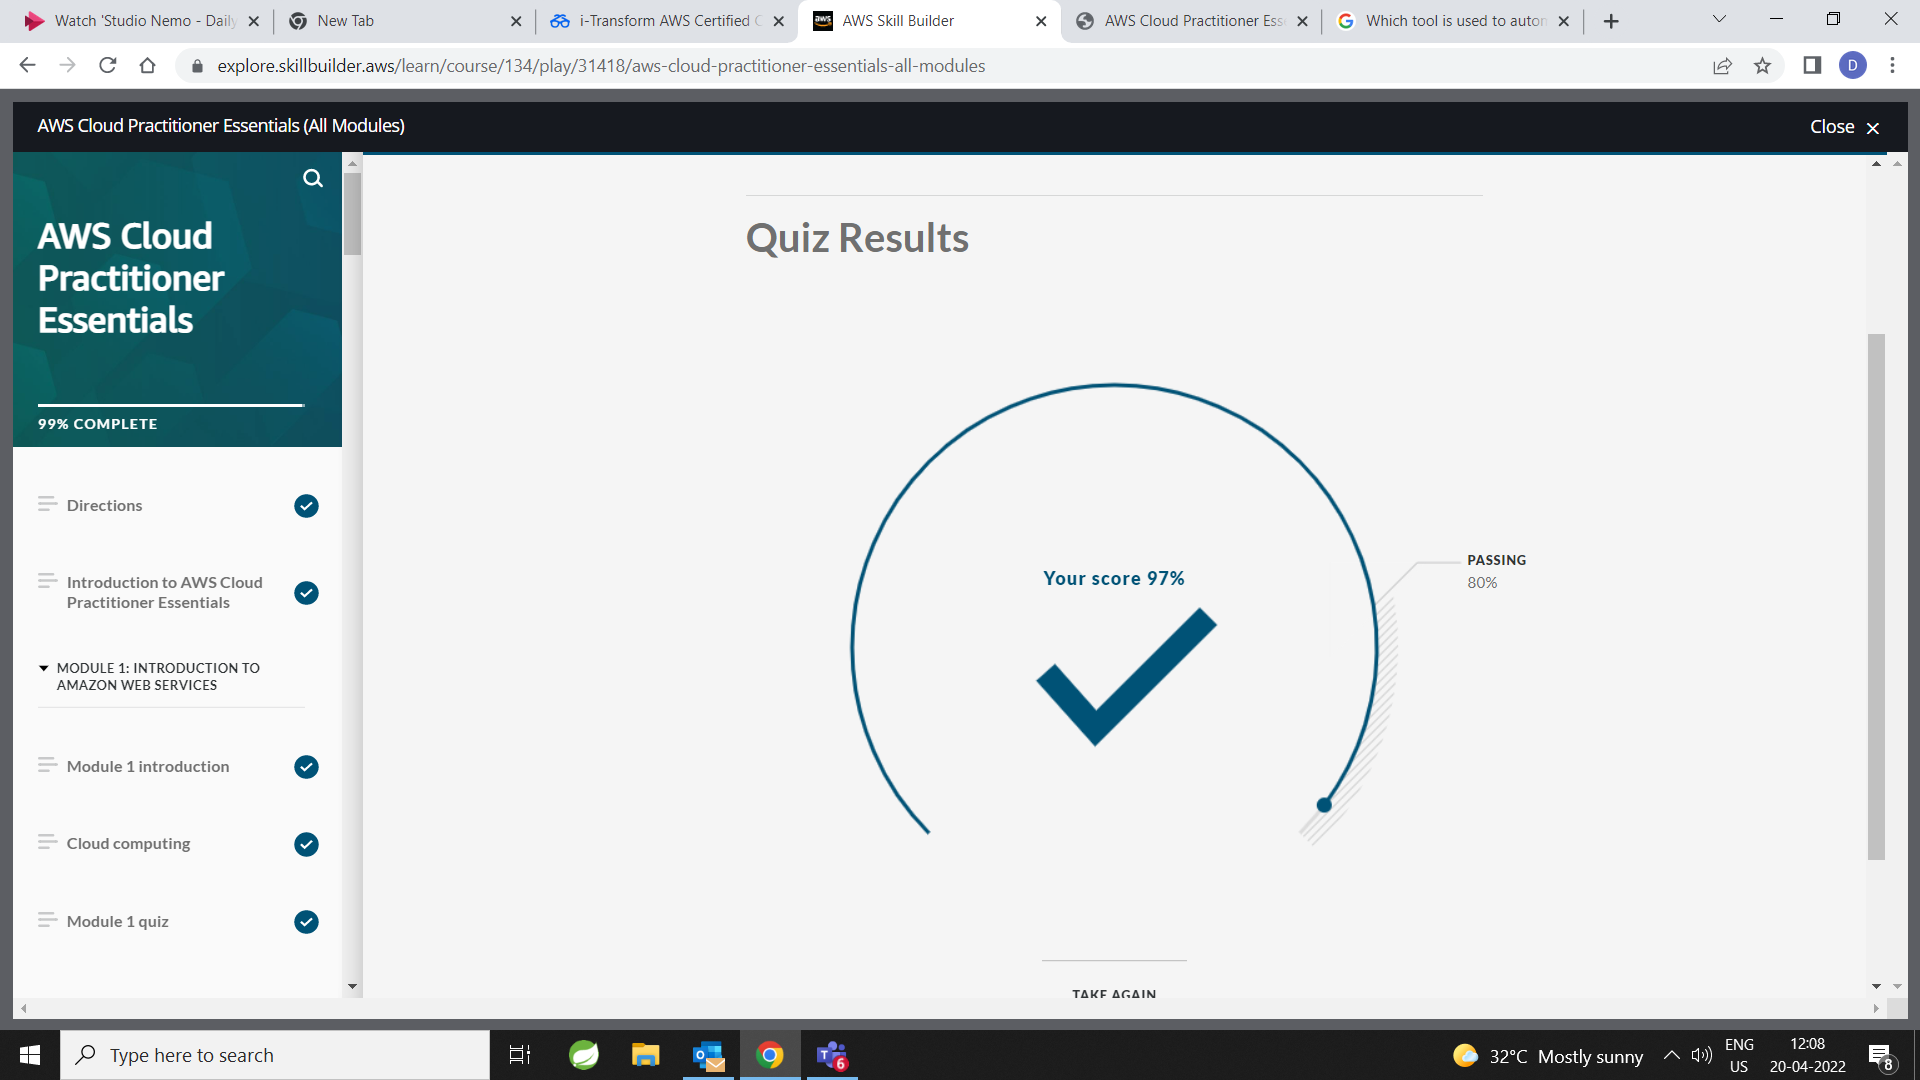 Watch 'Studio Nemo - Daily
New Tab
i-Transform AWS Certified C
aws
AWS Skill Builder
AWS Cloud Practitioner Esse
Which tool is used to autom
explore.skillbuilder.aws/learn/course/134/play/31418/aws-cloud-practitioner-essentials-all-modules
D
AWS Cloud Practitioner Essentials (All Modules)
Close
AWS Cloud
Practitioner
Essentials
99% COMPLETE
Directions
Introduction to AWS Cloud
Practitioner Essentials
MODULE 1: INTRODUCTION TO
AMAZON WEB SERVICES
Module 1 introduction
Cloud computing
Module 1 quiz
Quiz Results
Your score 97%
PASSING
80%
TAKE AGAIN
Type here to search
6
32°C Mostly sunny
ENG
US
12:08
20-04-2022
8